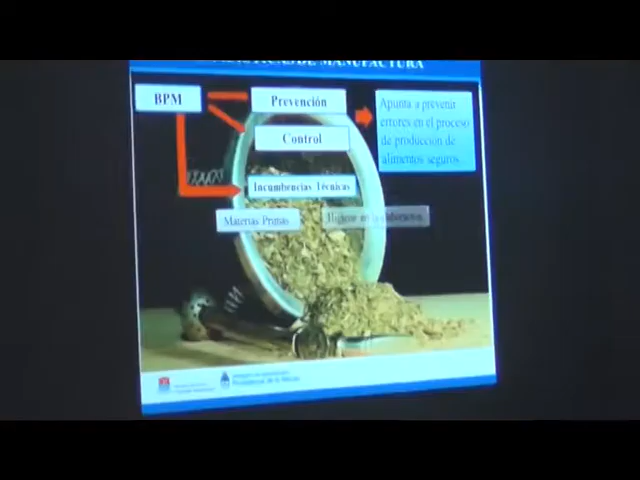 DE MANUFACTURA
BPM
Prevención
Control
Incumbencias Técnicas
Apunta a prevenir
errores en el proceso
de producción de
alimentos seguros
Materias Primas
Higiene en la elaboración